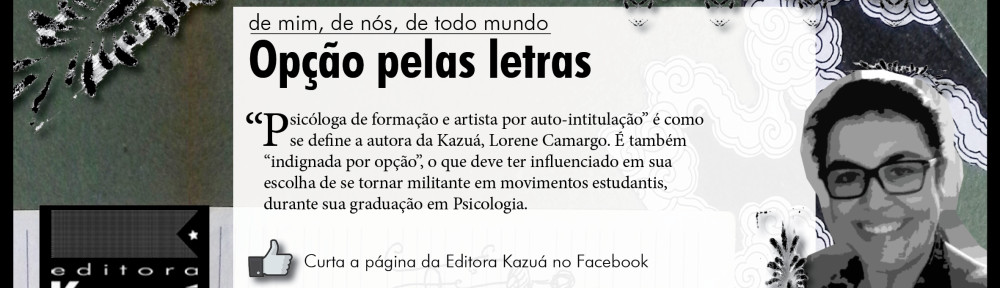 de mim, de nós, de todo mundo
Opção pelas letras
“Psicóloga de formação e artista por auto-intitulação” é como
se define a autora da Kazuá, Lorene Camargo. É também
“indignada por opção”, o que deve ter influenciado em sua
escolha de se tornar militante em movimentos estudantis,
durante sua graduação em Psicologia.
editora
Curta a página da Editora Kazuá no Facebook